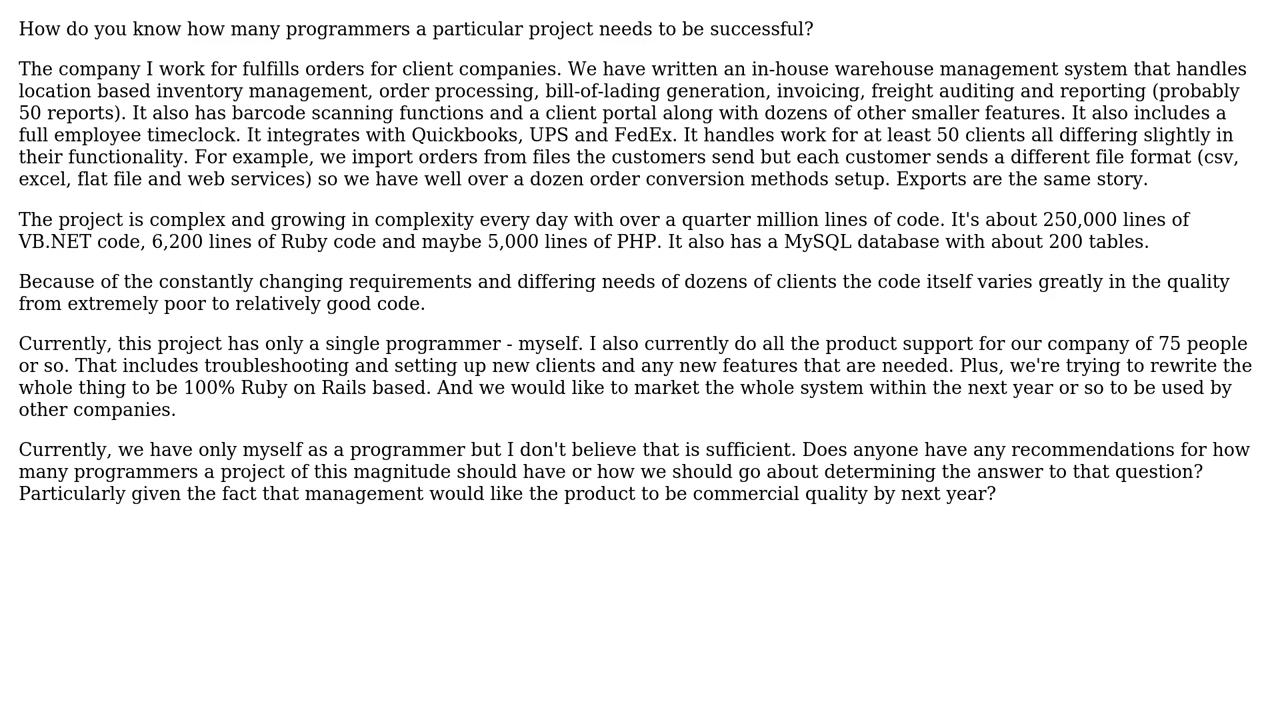 How do you know how many programmers a particular project needs to be successful?
The company I work for fulfills orders for client companies. We have written an in-house warehouse management system that handles
location based inventory management, order processing, bill-of-lading generation, invoicing, freight auditing and reporting (probably
50 reports). It also has barcode scanning functions and a client portal along with dozens of other smaller features. It also includes a
full employee timeclock. It integrates with Quickbooks, UPS and FedEx. It handles work for at least 50 clients all differing slightly in
their functionality. For example, we import orders from files the customers send but each customer sends a different file format (csv,
excel, flat file and web services) so we have well over a dozen order conversion methods setup. Exports are the same story.
The project is complex and growing in complexity every day with over a quarter million lines of code. It's about 250,000 lines of
VB.NET code, 6,200 lines of Ruby code and maybe 5,000 lines of PHP. It also has a MySQL database with about 200 tables.
Because of the constantly changing requirements and differing needs of dozens of clients the code itself varies greatly in the quality
from extremely poor to relatively good code.
Currently, this project has only a single programmer - myself. I also currently do all the product support for our company of 75 people
or so. That includes troubleshooting and setting up new clients and any new features that are needed. Plus, we're trying to rewrite the
whole thing to be 100% Ruby on Rails based. And we would like to market the whole system within the next year or so to be used by
other companies.
Currently, we have only myself as a programmer but I don't believe that is sufficient. Does anyone have any recommendations for how
many programmers a project of this magnitude should have or how we should go about determining the answer to that question?
Particularly given the fact that management would like the product to be commercial quality by next year?